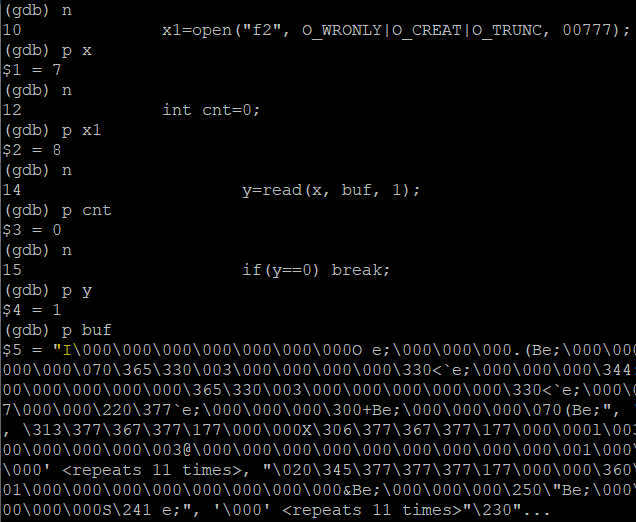 (gdb) n
10              x1=open("f2", O_WRONLY|O_CREAT|O_TRUNC, 00777);
(gdb) p x
$1 = 7
(gdb) n
12              int cnt=0;
(gdb) p x1
$2 = 8
(gdb) n
14                      y=read(x, buf, 1);
(gdb) p cnt
$3 = 0
(gdb) n
15                      if(y==0) break;
(gdb) p y
$4 = 1
(gdb) p buf
$5 = "I\000\000\000\000\000\000\000O e;\000\000\000.(Be;\000\000
000\000\070\365\330\003\000\000\000\000\330<`e;\000\000\000\344:
00\000\000\000\000\365\330\003\000\000\000\000\330<`e;\000\0
7\000\000\220\377`e;\000\000\000\300+Be;\000\000\000\070(Be;",
, \313\377\367\377\177\000\000X\306\377\367\377\177\000\000l\003
00\000\000\000\003@\000\000\000\000\000\000\000\000\001\000\
\000' <repeats 11 times>, "\020\345\377\377\377\177\000\000\360\
01\000\000\000\000\000\000\000\000&Be;\000\000\000\250\"Be;\000
00\000\000S\241 e;", '\000' <repeats 11 times>"\230"...